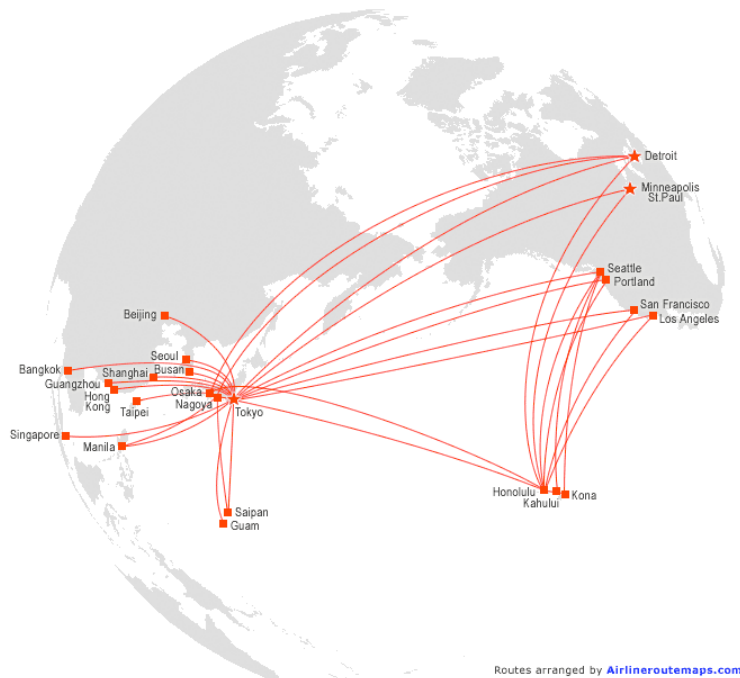 Detroit
Minneapolis
St.Paul
Seattle
Portland
San Francisco
Los Angeles
Beijing
Seoul
Bangkok
Shanghai
Busan
Guangzhou
Hong
Kong
Osaka
Nagoya
Tokyo
Taipei
Singapore
Manila
Honolulu
Kahului
Kona
Saipan
Guam
Routes arranged by Airlineroutemaps.com